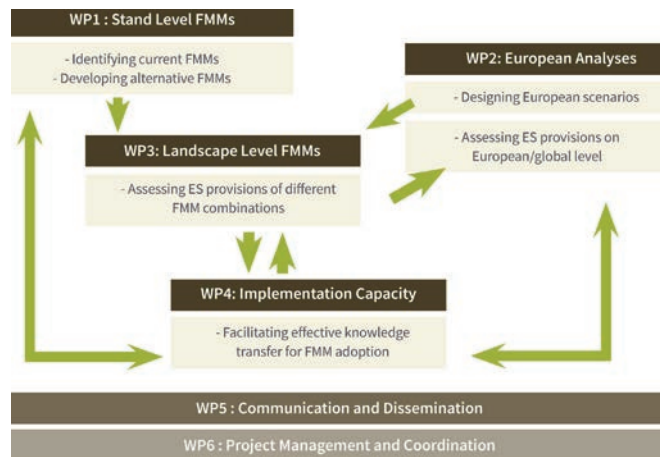 WP1 : Stand Level FMMs
- Identifying current FMMs
- Developing alternative FMMs
WP2: European Analyses
- Designing European scenarios
- Assessing ES provisions on
European/global level
WP3: Landscape Level FMMs
- Assessing ES provisions of different
FMM combinations
WP4: Implementation Capacity
- Facilitating effective knowledge
transfer for FMM adoption
WP5 : Communication and Dissemination
WP6 : Project Management and Coordination